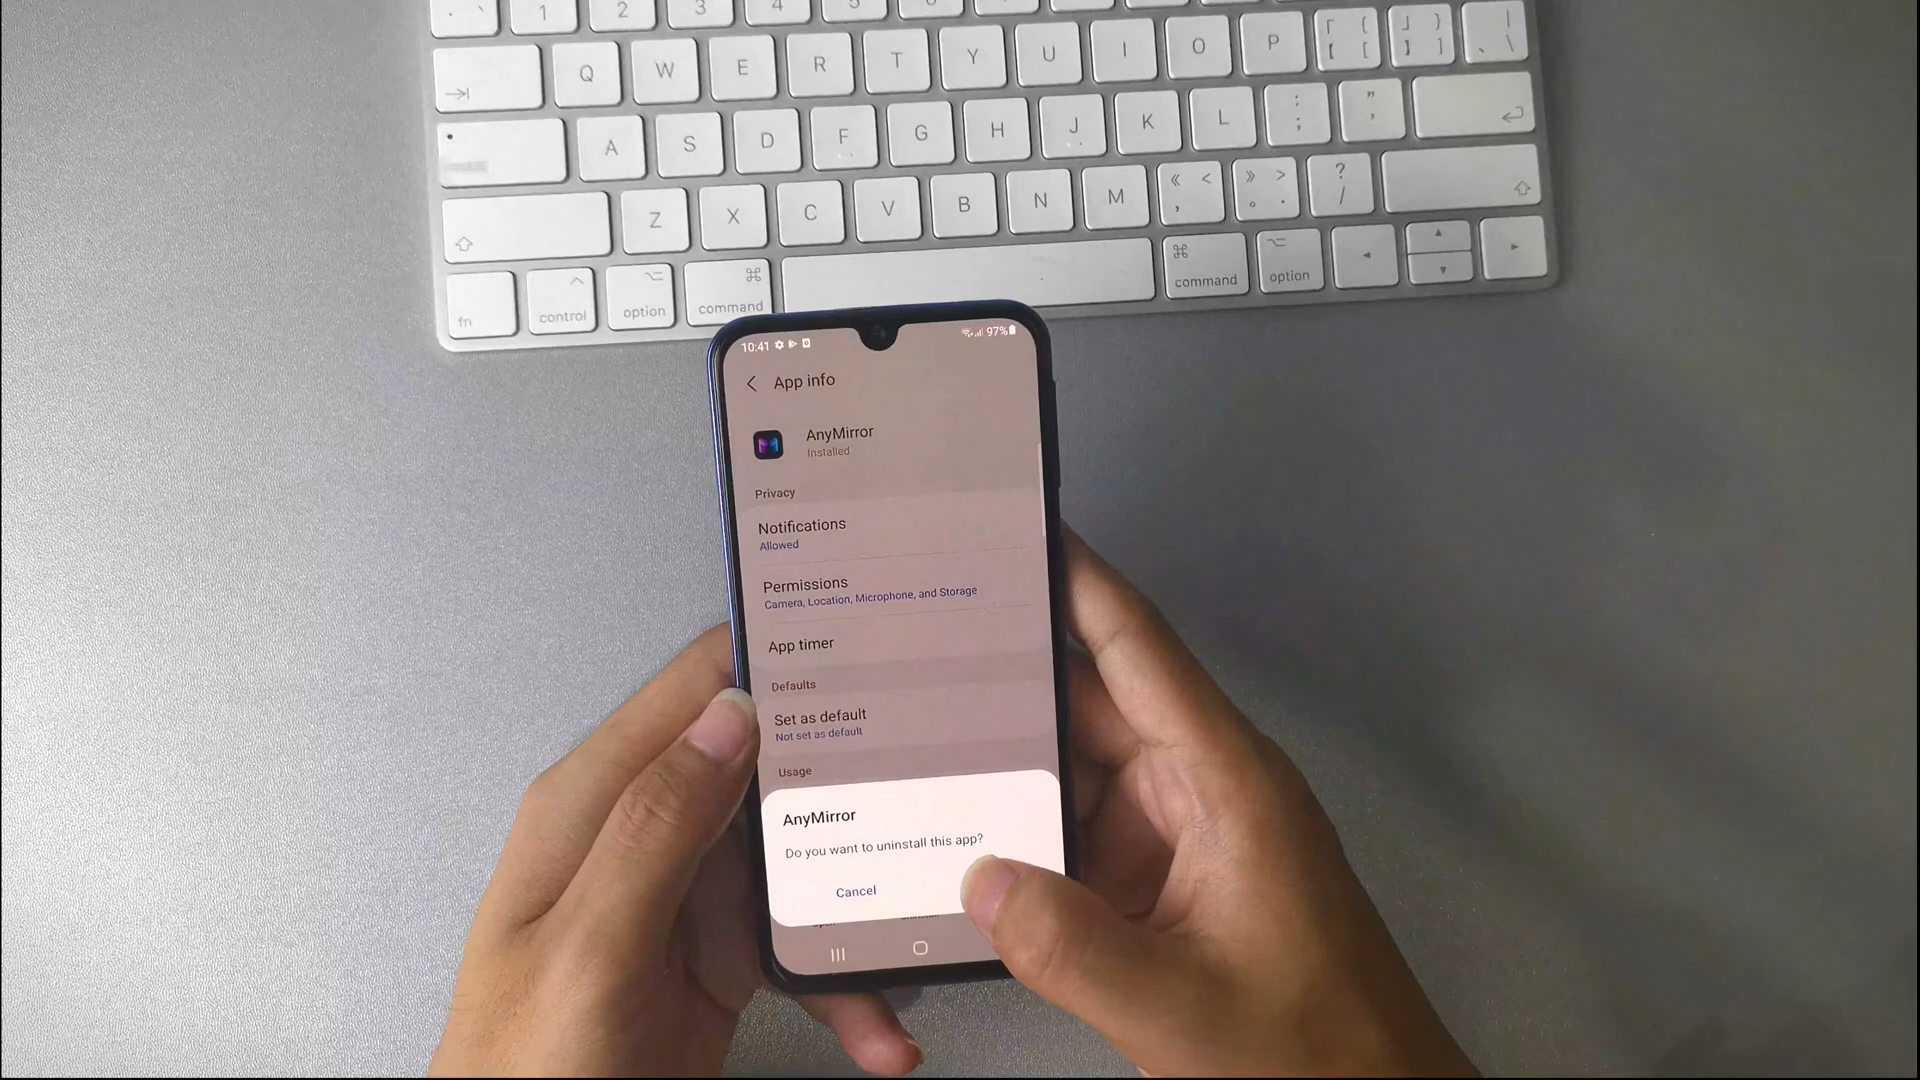 1 2 3 4 5
Q W E R T Y U I O P 「 { 【 [ 」 } 】 ] | 、 \
A S D F G H J K L : ; " '
Z X C V B N M 《 < , 》 > 。 . ? /
fn control option command command option
10:41 97%
App info
AnyMirror
Installed
Privacy
Notifications
Allowed
Permissions
Camera, Location, Microphone, and Storage
App timer
Defaults
Set as default
Not set as default
Usage
AnyMirror
Do you want to uninstall this app?
Cancel